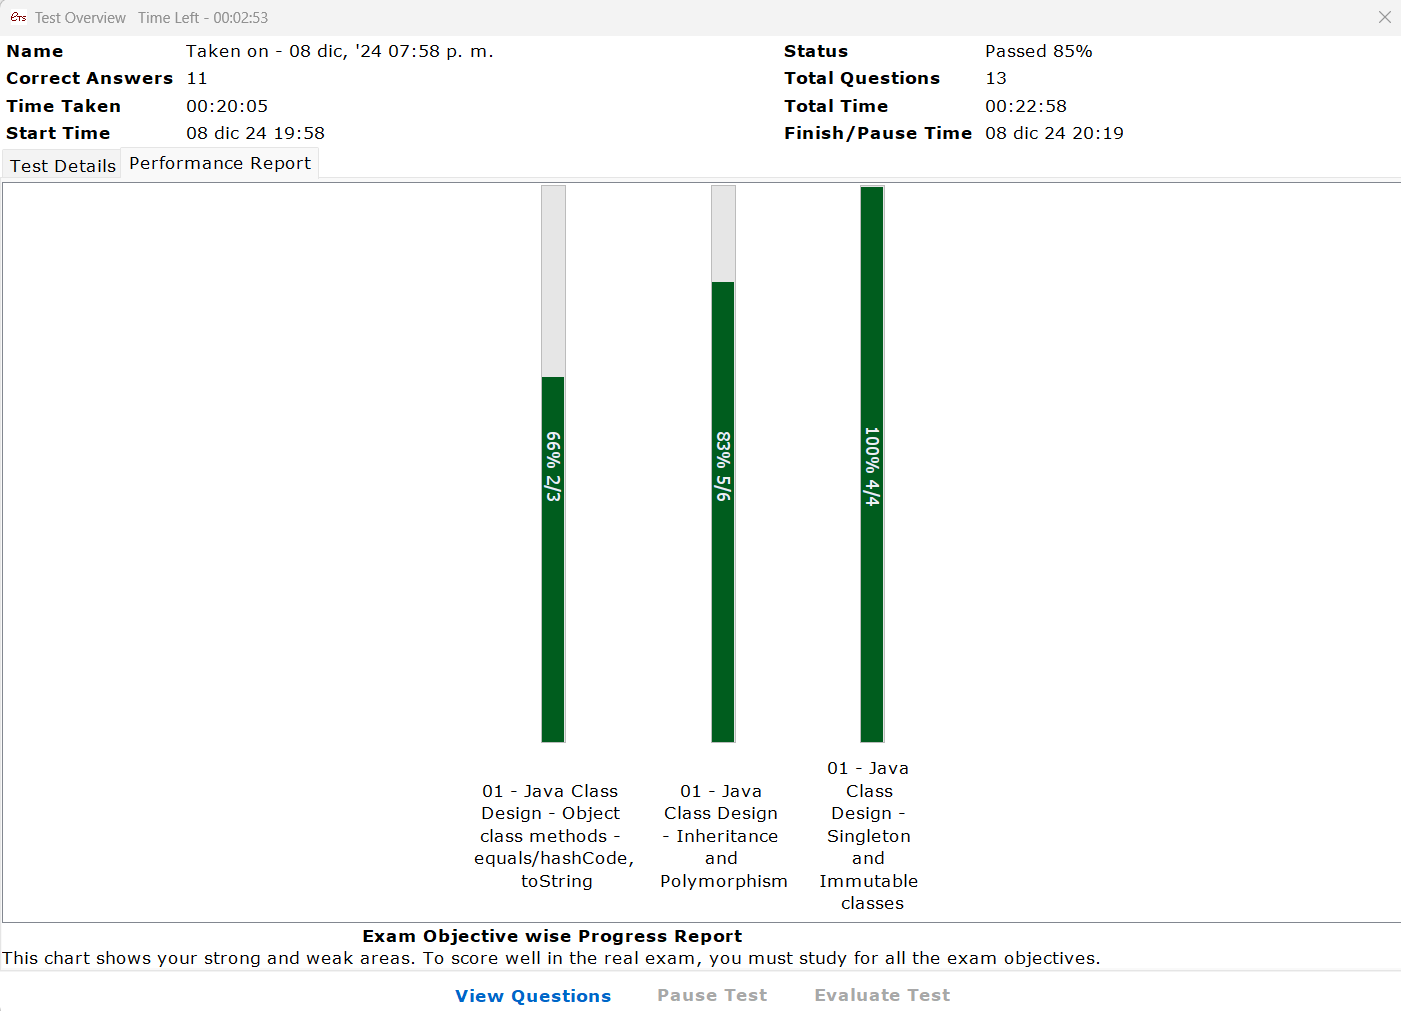 ETS Test Overview Time Left - 00:02:53
Name Taken on - 08 dic, '24 07:58 p. m. Status Passed 85%
Correct Answers 11 Total Questions 13
Time Taken 00:20:05 Total Time 00:22:58
Start Time 08 dic 24 19:58 Finish/Pause Time 08 dic 24 20:19
Test Details Performance Report
66% 2/3
83% 5/6
100% 4/4
01 - Java Class
Design - Object
class methods -
equals/hashCode,
toString
01 - Java
Class Design
- Inheritance
and
Polymorphism
01 - Java
Class
Design -
Singleton
and
Immutable
classes
Exam Objective wise Progress Report
This chart shows your strong and weak areas. To score well in the real exam, you must study for all the exam objectives.
View Questions Pause Test Evaluate Test